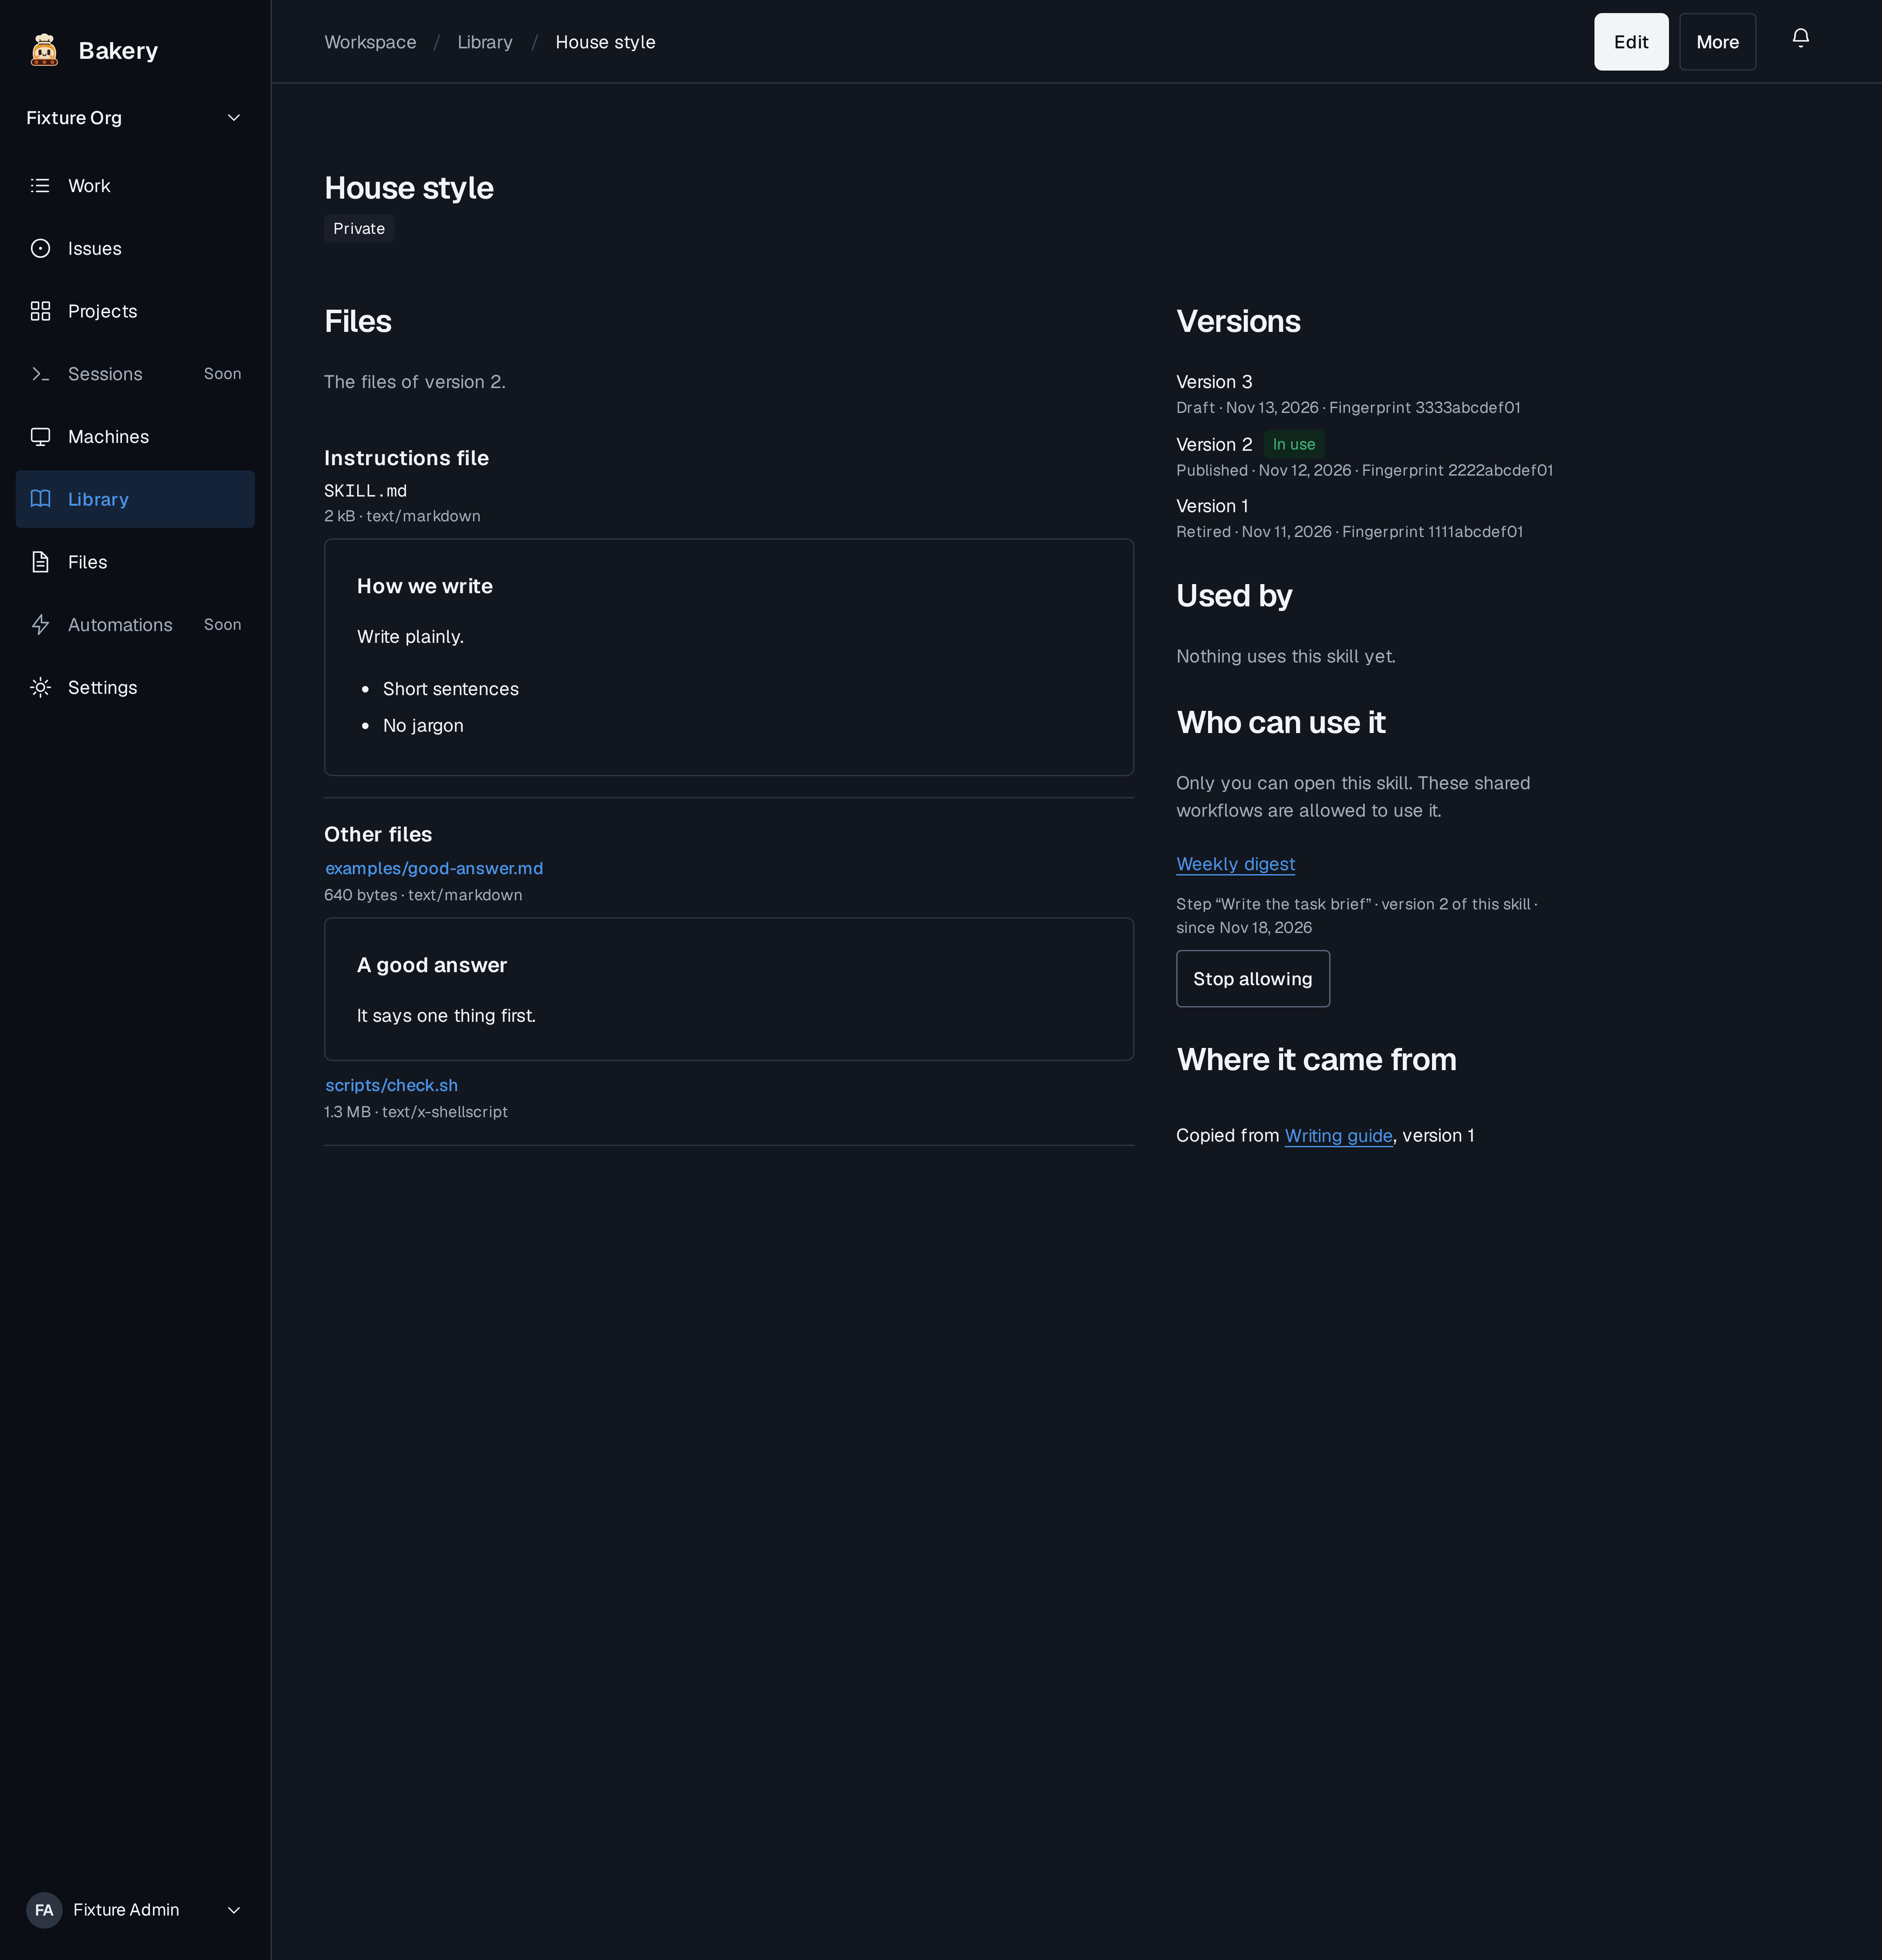 Bakery
Fixture Org
Work
Issues
Projects
Sessions Soon
Machines
Library
Files
Automations Soon
Settings
FA Fixture Admin
Workspace / Library / House style
Edit
More
House style
Private
Files
The files of version 2.
Instructions file
SKILL.md
2 kB · text/markdown
How we write
Write plainly.
• Short sentences
• No jargon
Other files
examples/good-answer.md
640 bytes · text/markdown
A good answer
It says one thing first.
scripts/check.sh
1.3 MB · text/x-shellscript
Versions
Version 3
Draft · Nov 13, 2026 · Fingerprint 3333abcdef01
Version 2 In use
Published · Nov 12, 2026 · Fingerprint 2222abcdef01
Version 1
Retired · Nov 11, 2026 · Fingerprint 1111abcdef01
Used by
Nothing uses this skill yet.
Who can use it
Only you can open this skill. These shared
workflows are allowed to use it.
Weekly digest
Step “Write the task brief” · version 2 of this skill ·
since Nov 18, 2026
Stop allowing
Where it came from
Copied from Writing guide, version 1